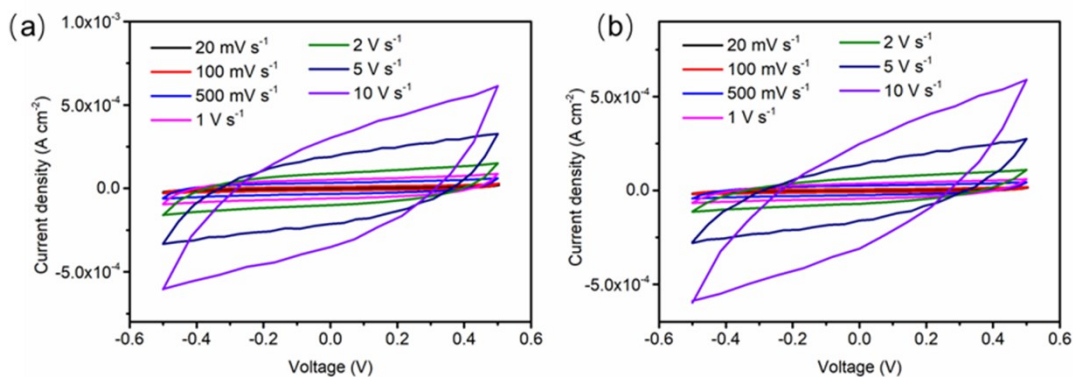 (a)
1.0x10⁻³
20 mV s⁻¹
100 mV s⁻¹
500 mV s⁻¹
1 V s⁻¹
2 V s⁻¹
5 V s⁻¹
10 V s⁻¹
5.0x10⁻⁴
0.0
-5.0x10⁻⁴
Current density (A cm⁻²)
-0.6 -0.4 -0.2 0.0 0.2 0.4 0.6
Voltage (V)
(b)
20 mV s⁻¹
100 mV s⁻¹
500 mV s⁻¹
1 V s⁻¹
2 V s⁻¹
5 V s⁻¹
10 V s⁻¹
5.0x10⁻⁴
0.0
-5.0x10⁻⁴
Current density (A cm⁻²)
-0.6 -0.4 -0.2 0.0 0.2 0.4 0.6
Voltage (V)